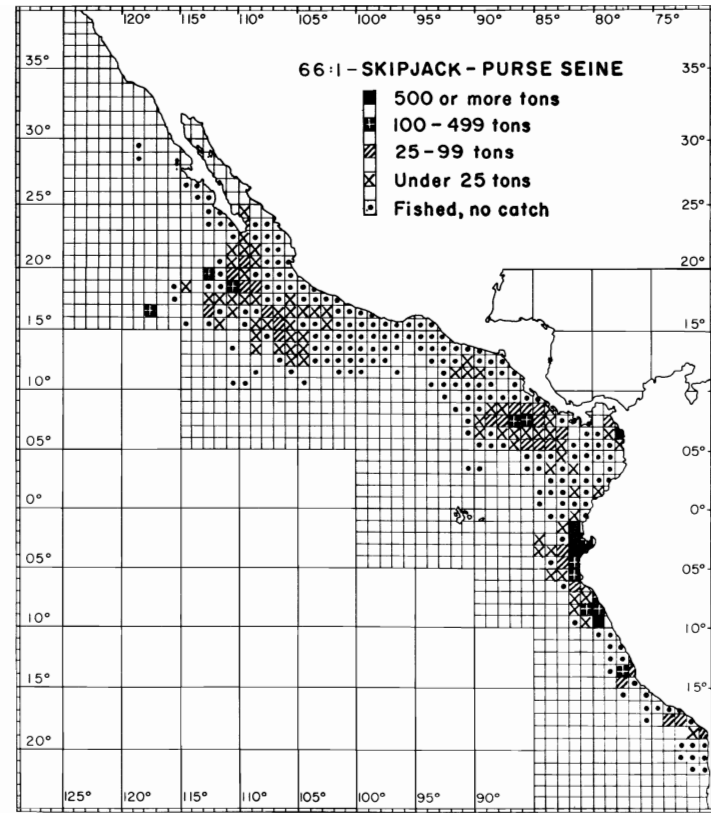 120° 115° 110° 105° 100° 95° 90° 85° 80° 75°
35° 66:1-SKIPJACK-PURSE SEINE 35°
500 or more tons
30° 100-499 tons 30°
25-99 tons
25° Under 25 tons 25°
Fished, no catch
20° 20°
15° 15°
10° 10°
05° 05°
0° 0°
05° 05°
10° 10°
15° 15°
20°
125° 120° 115° 110° 105° 100° 95° 90° 85° 80° 75°